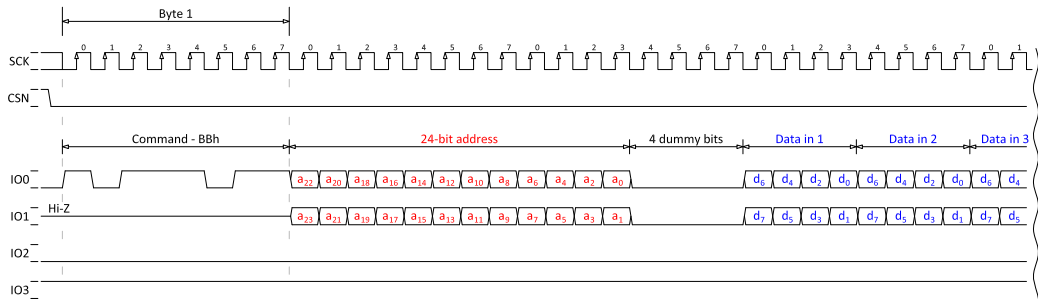 Byte 1
0 1 2 3 4 5 6 7 0 1 2 3 4 5 6 7 0 1 2 3 4 5 6 7 0 1 2 3 4 5 6 7 0 1
SCK
CSN
Command - BBh 24-bit address 4 dummy bits Data in 1 Data in 2 Data in 3
IO0 a₂₂ a₂₀ a₁₈ a₁₆ a₁₄ a₁₂ a₁₀ a₈ a₆ a₄ a₂ a₀ d₆ d₄ d₂ d₀ d₆ d₄ d₂ d₀ d₆ d₄
IO1 Hi-Z a₂₃ a₂₁ a₁₉ a₁₇ a₁₅ a₁₃ a₁₁ a₉ a₇ a₅ a₃ a₁ d₇ d₅ d₃ d₁ d₇ d₅ d₃ d₁ d₇ d₅
IO2
IO3